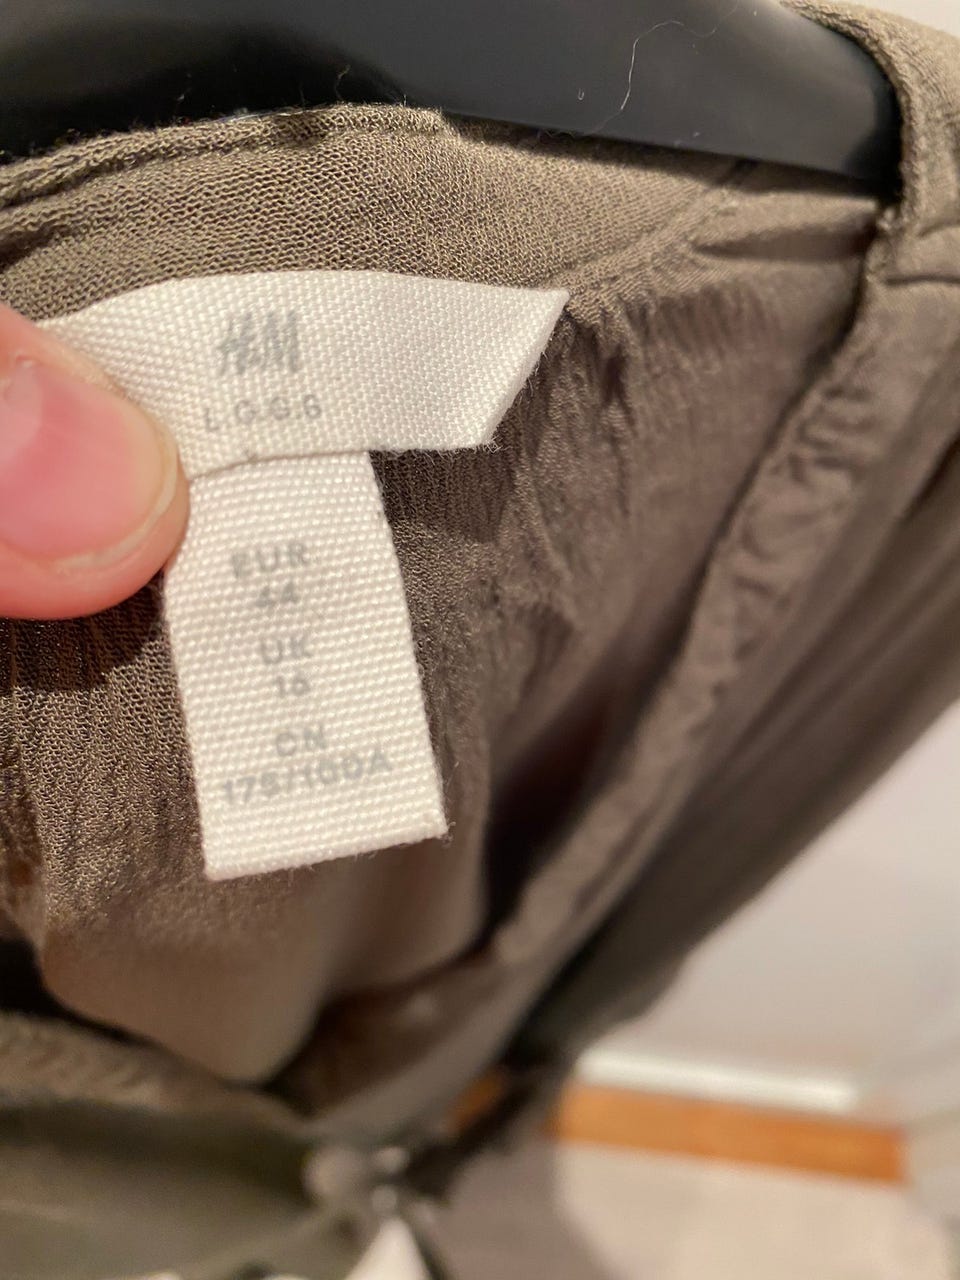 H&M
L.O.G.G
EUR
44
UK
16
CN
175/100A